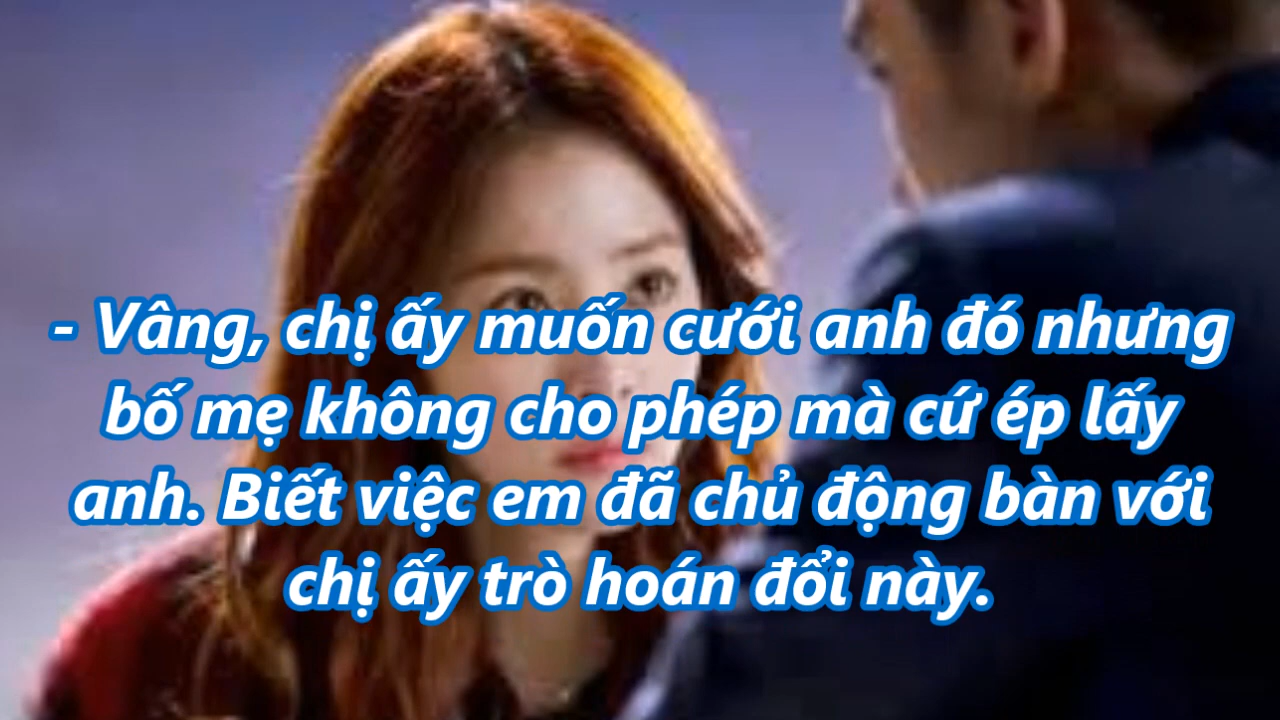 - Vâng, chị ấy muốn cưới anh đó nhưng
bố mẹ không cho phép mà cứ ép lấy
anh. Biết việc em đã chủ động bàn với
chị ấy trò hoán đổi này.